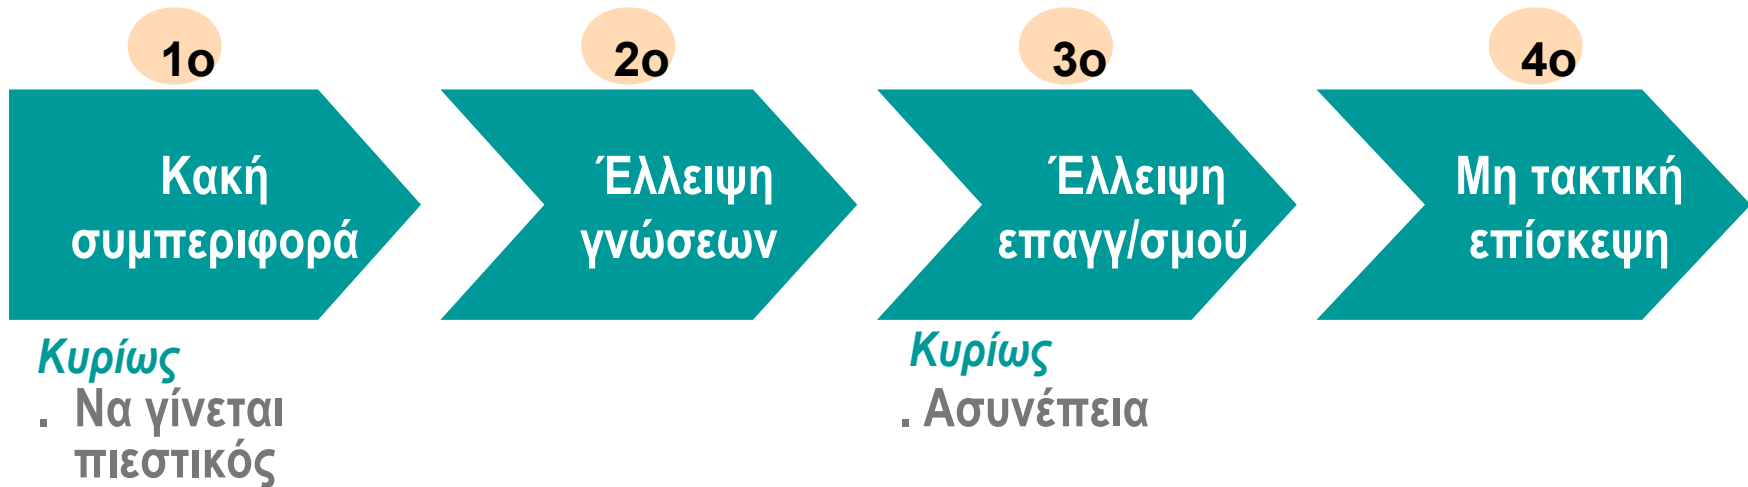 1ο
Κακή
συμπεριφορά
Κυρίως
. Να γίνεται
πιεστικός
2ο
Έλλειψη
γνώσεων
3ο
Έλλειψη
επαγγ/σμού
Κυρίως
. Ασυνέπεια
4ο
Μη τακτική
επίσκεψη